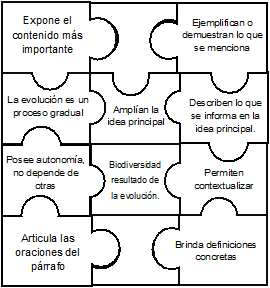 Expone el
contenido más
importante
Ejemplifican o
demuestran lo que
se menciona
La evolución es un
proceso gradual
Amplían la
idea principal
Describen lo que
se informa en la
idea principal.
Posee autonomía,
no depende de
otras
Biodiversidad
resultado de
la evolución.
Permiten
contextualizar
Articula las
oraciones del
párrafo
Brinda definiciones
concretas